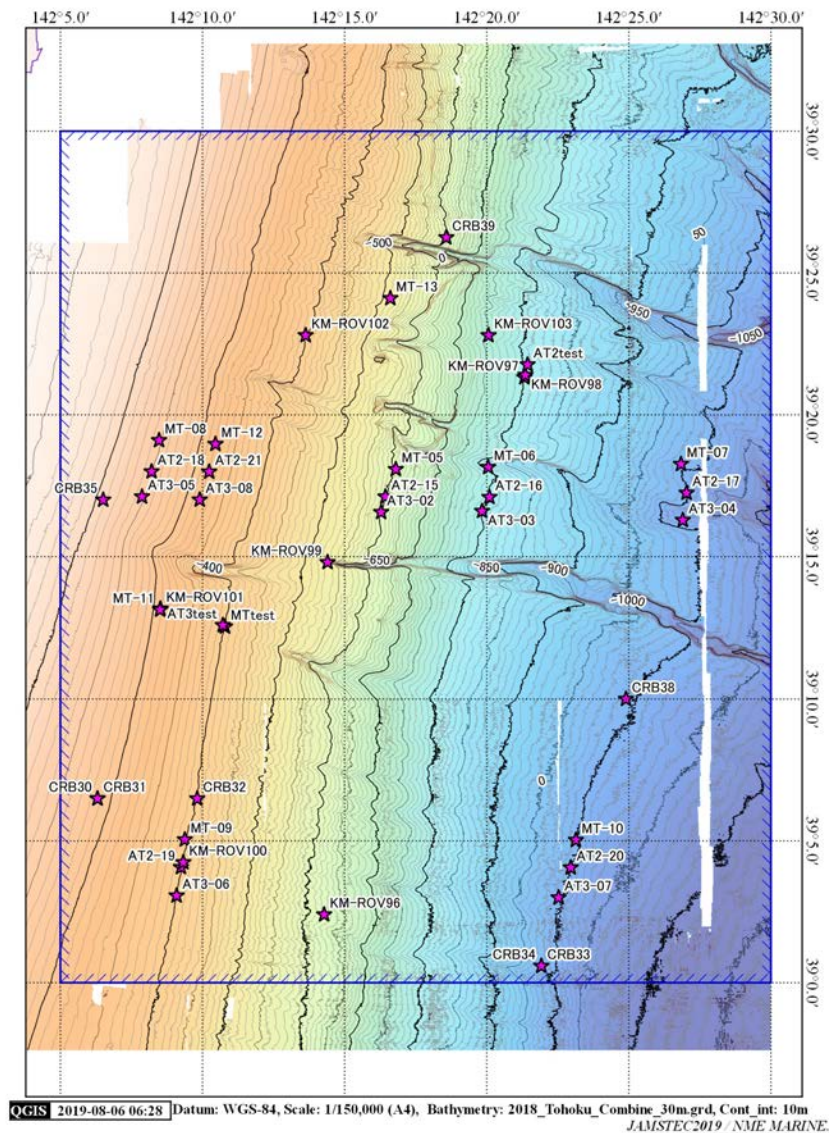 142°5.0' 142°10.0' 142°15.0' 142°20.0' 142°25.0' 142°30.0'
39°30.0'
CRB39
-500
0
50
39°25.0'
MT-13
-950
-1050
KM-ROV102 KM-ROV103
AT2test
KM-ROV97
KM-ROV98
39°20.0'
MT-08 MT-12
MT-05 MT-06 MT-07
AT2-18 AT2-21
AT2-15 AT2-16 AT2-17
CRB35 AT3-05 AT3-08
AT3-02 AT3-03 AT3-04
KM-ROV99
39°15.0'
-400 -650 -850 -900
-1000
MT-11 KM-ROV101
AT3test MTtest
CRB38
39°10.0'
CRB30 CRB31 CRB32
0
MT-09 MT-10
39°5.0'
AT2-19 KM-ROV100
AT2-20
AT3-06 AT3-07
KM-ROV96
CRB34 CRB33
39°0.0'
QGIS 2019-08-06 06:28 Datum: WGS-84, Scale: 1/150,000 (A4), Bathymetry: 2018_Tohoku_Combine_30m.grd, Cont_int: 10m
JAMSTEC2019 / NME MARINE.